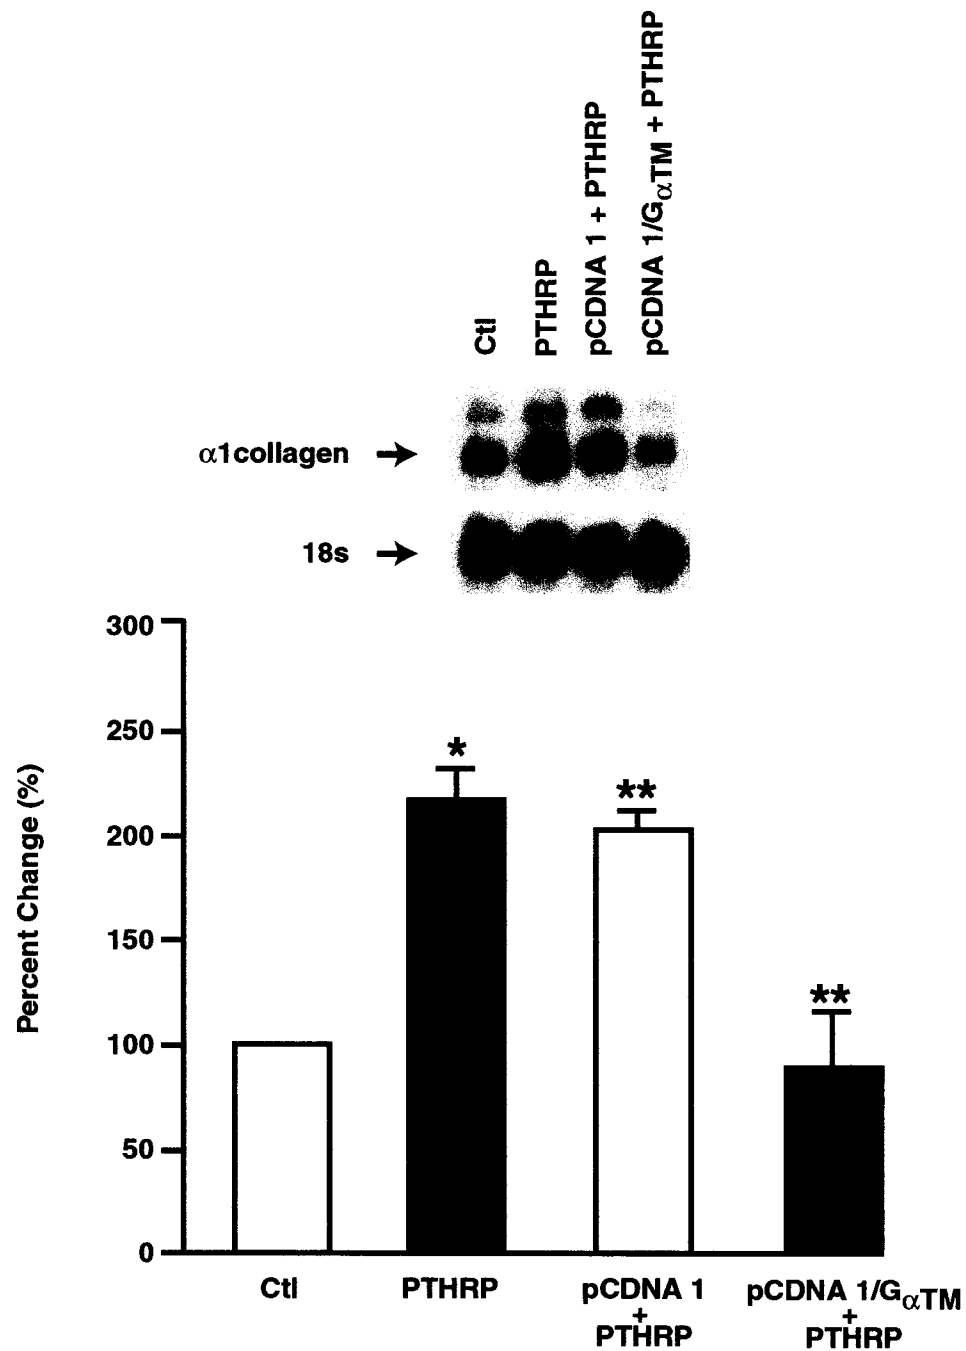 Ctl
PTHRP
pCDNA 1 + PTHRP
pCDNA 1/GαTM + PTHRP
α1collagen
18s
300
250
200
150
100
50
0
Percent Change (%)
*
**
**
Ctl
PTHRP
pCDNA 1
+
PTHRP
pCDNA 1/GαTM
+
PTHRP